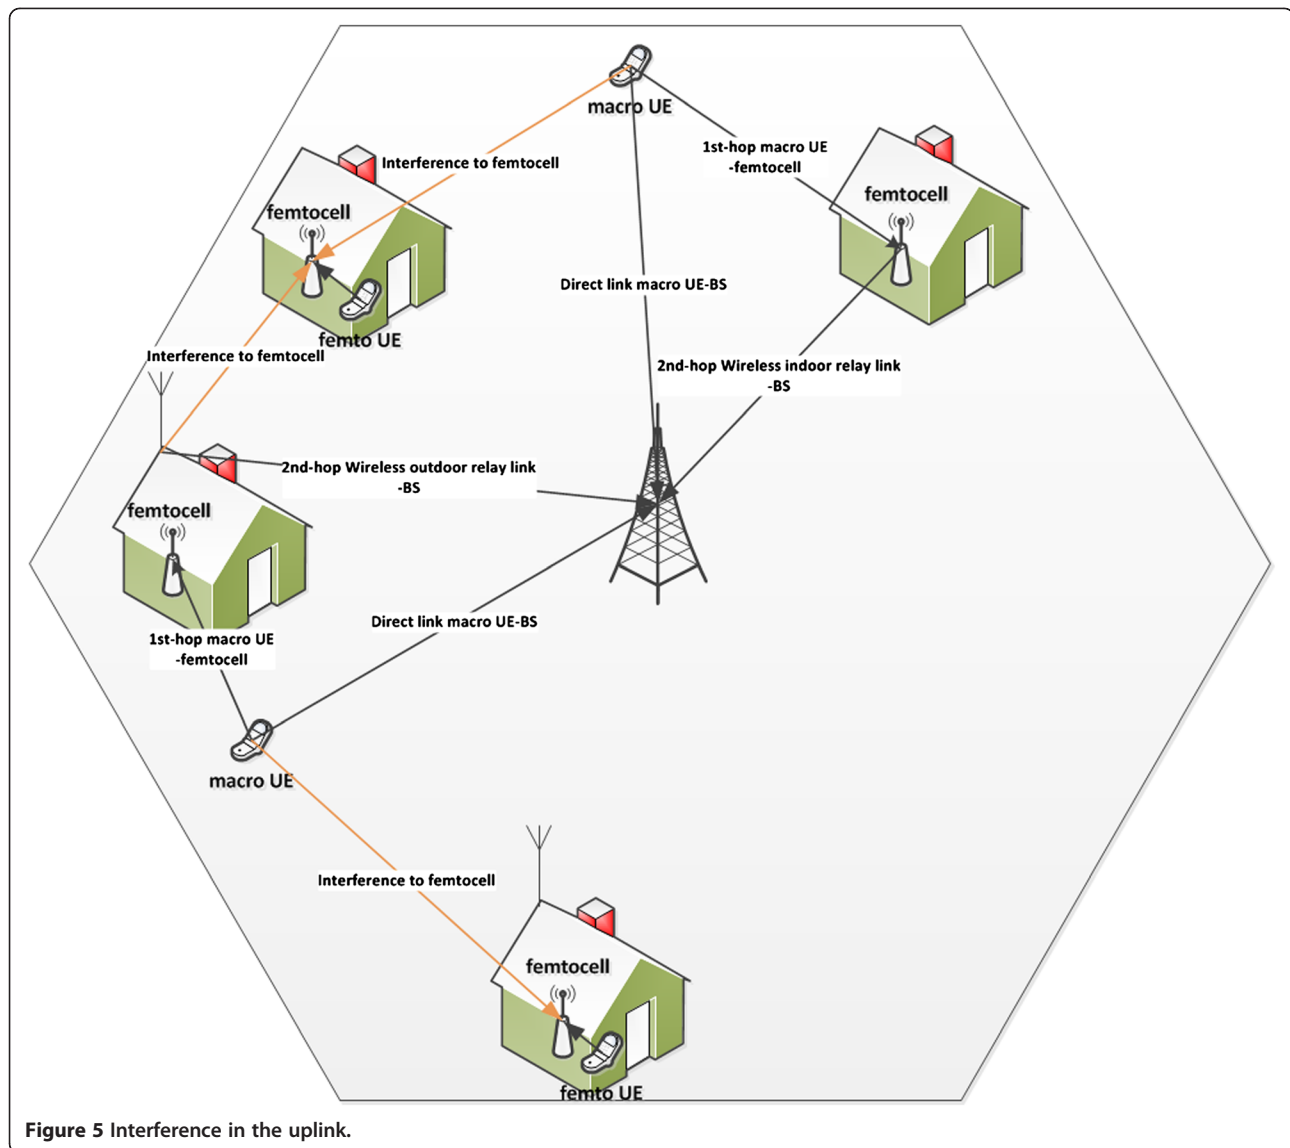 macro UE
1st-hop macro UE
-femtocell
Interference to femtocell
femtocell
femtocell
Direct link macro UE-BS
femto UE
Interference to femtocell
2nd-hop Wireless indoor relay link
-BS
2nd-hop Wireless outdoor relay link
-BS
femtocell
Direct link macro UE-BS
1st-hop macro UE
-femtocell
macro UE
Interference to femtocell
femtocell
femto UE
Figure 5 Interference in the uplink.